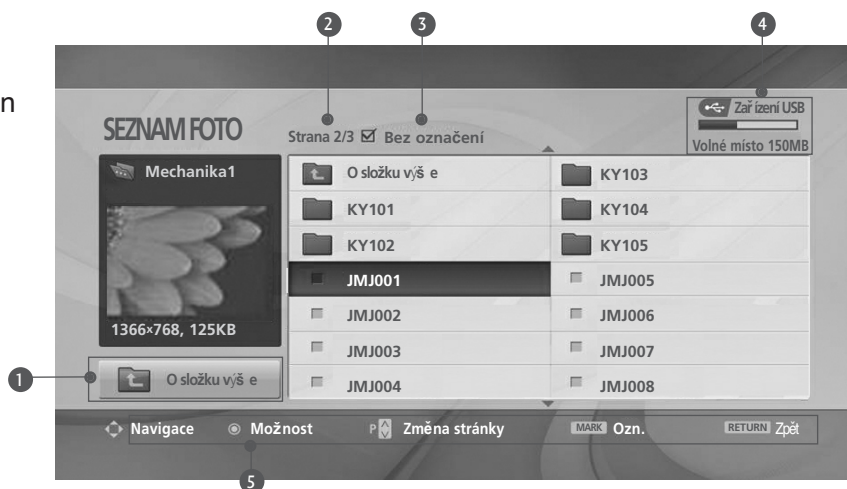 2 3 4
n
Zařízení USB
SEZNAM FOTO
Strana 2/3 Bez označení
Volné místo 150MB
Mechanika1
O složku výš e KY103
KY101 KY104
KY102 KY105
JMJ001 JMJ005
JMJ002 JMJ006
1366×768, 125KB
JMJ003 JMJ007
1
O složku výš e
JMJ004 JMJ008
Navigace Možnost P Změna stránky MARK Ozn. RETURN Zpět
5